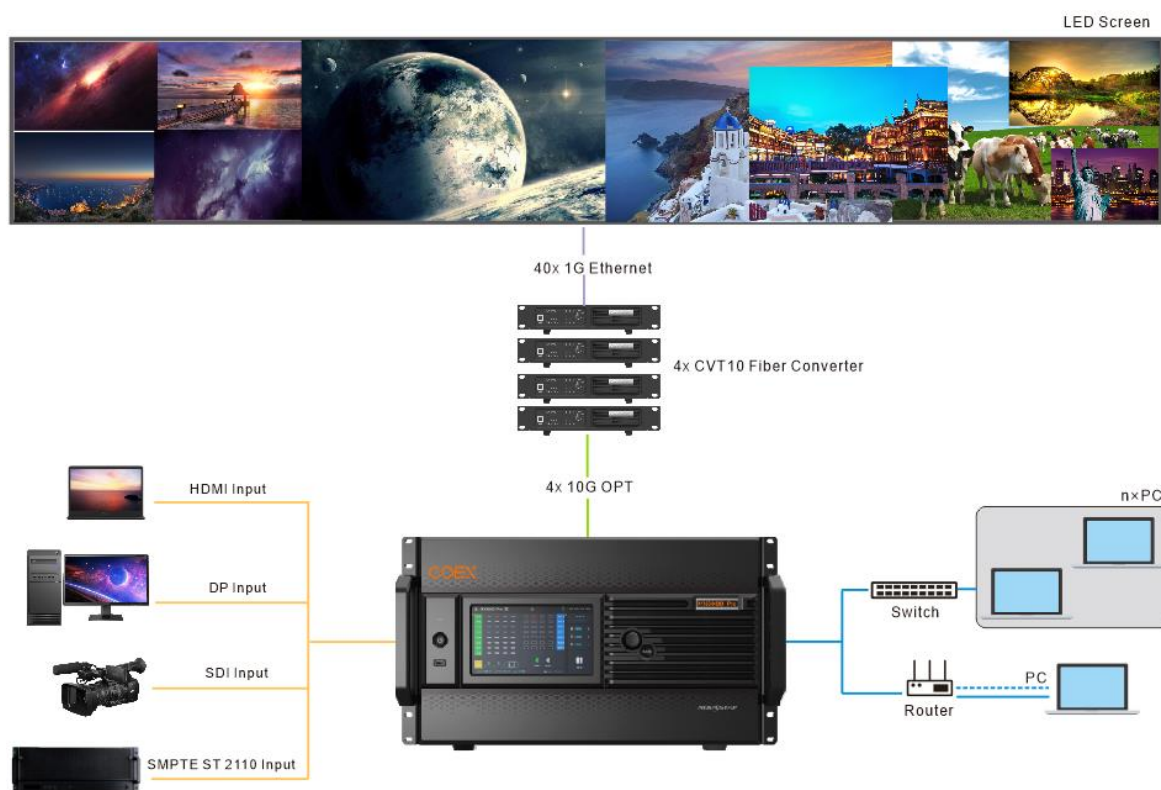 LED Screen
40x 1G Ethernet
4x CVT10 Fiber Converter
4x 10G OPT
HDMI Input
n×PC
COEX
DP Input
Switch
SDI Input
PC
Router
NOVASTAR
SMPTE ST 2110 Input